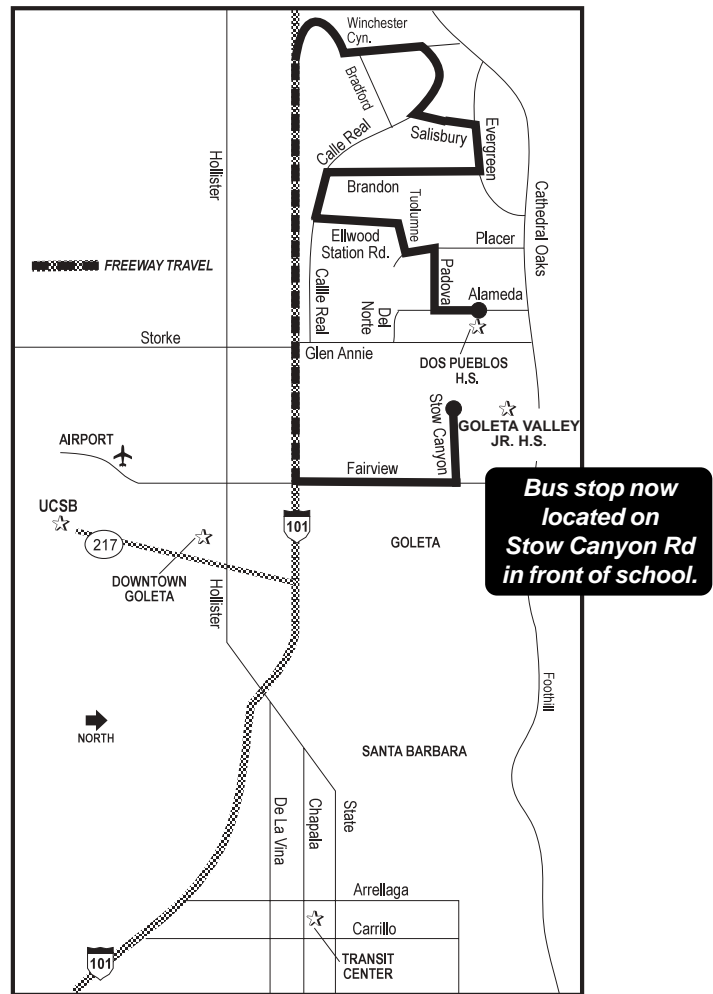 Winchester
Cyn.
Bradford
Hollister
Calle Real
Salisbury
Evergreen
Brandon
Tuolumne
Cathedral Oaks
Ellwood
Station Rd.
Placer
FREEWAY TRAVEL
Callle Real
Padova
Del
Norte
Alameda
Storke
Glen Annie
DOS PUEBLOS
H.S.
Stow Canyon
GOLETA VALLEY
JR. H.S.
AIRPORT
Fairview
Bus stop now
located on
Stow Canyon Rd
in front of school.
UCSB
217
101
GOLETA
DOWNTOWN
GOLETA
Hollister
Foothill
NORTH
SANTA BARBARA
De La Vina
Chapala
State
Arrellaga
Carrillo
TRANSIT
CENTER
101